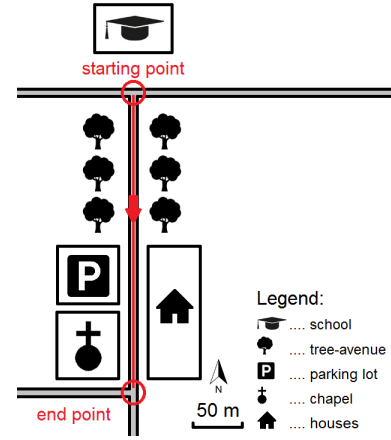 starting point
P
Legend:
.... school
.... tree-avenue
P .... parking lot
.... chapel
end point
N
50 m
.... houses